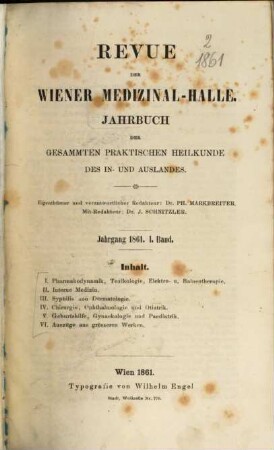 2
1861
REVUE
DER
WIENER MEDIZINAL-HALLE.
JAHRBUCH
DER
GESAMMTEN PRAKTISCHEN HEILKUNDE
DES IN- UND AUSLANDES.
Eigenthümer und verantwortlicher Redakteur: Dr. PH. MARKBREITER.
Mit-Redakteur: Dr. J. SCHNITZLER.
Jahrgang 1861. I. Band.
Inhalt.
I. Pharmakodynamik, Toxikologie, Elektro- u. Balneotherapie.
II. Interne Medizin.
III. Syphilis und Dermatologie.
IV. Chirurgie, Ophthalmologie und Otiatrik.
V. Geburtshilfe, Gynaekologie und Paediatrik.
VI. Auszüge aus grösseren Werken.
Wien 1861.
Typografie von Wilhelm Engel
Stadt, Wollzeile Nr.